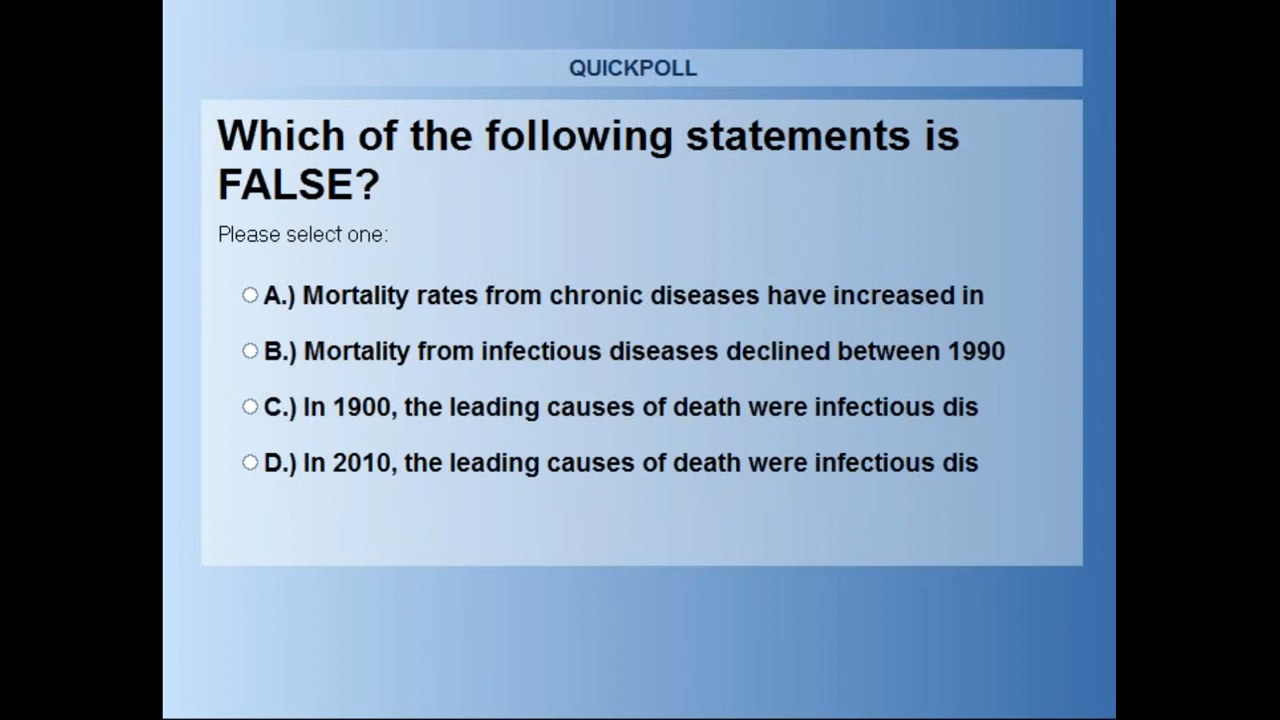 QUICKPOLL
Which of the following statements is
FALSE?
Please select one:
A.) Mortality rates from chronic diseases have increased in
B.) Mortality from infectious diseases declined between 1990
C.) In 1900, the leading causes of death were infectious dis
D.) In 2010, the leading causes of death were infectious dis